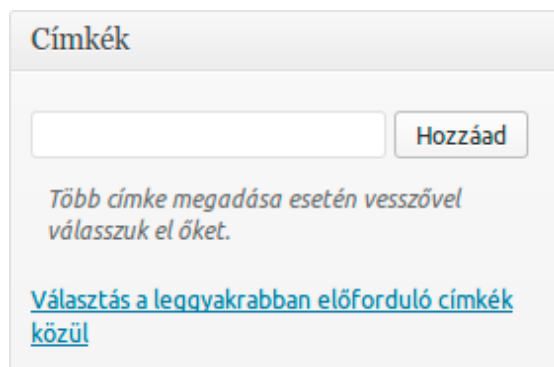 Címkék
Hozzáad
Több címke megadása esetén vesszővel
válasszuk el őket.
Választás a leggyakrabban előforduló címkék
közül